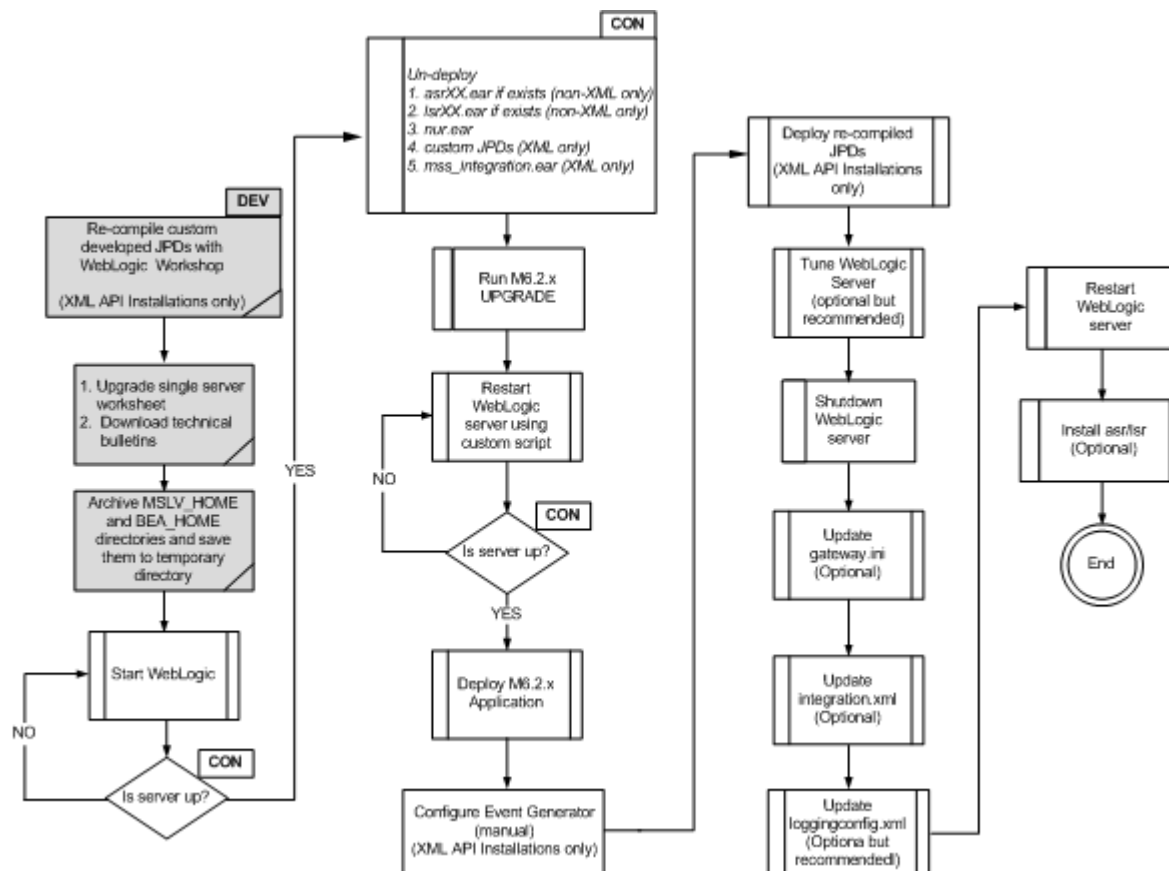 DEV
Re-compile custom
developed JPDs with
WebLogic Workshop
(XML API Installations only)
1. Upgrade single server
worksheet
2. Download technical
bulletins
Archive MSLV_HOME
and BEA_HOME
directories and save
them to temporary
directory
Start WebLogic
NO
CON
Is server up?
YES
CON
Un-deploy
1. asrXX.ear if exists (non-XML only)
2. lsrXX.ear if exists (non-XML only)
3. nur.ear
4. custom JPDs (XML only)
5. mss_integration.ear (XML only)
Run M6.2.x
UPGRADE
Restart
WebLogic
server using
custom script
NO
CON
Is server up?
YES
Deploy M6.2.x
Application
Configure Event Generator
(manual)
(XML API Installations only)
Deploy re-compiled
JPDs
(XML API Installations
only)
Tune WebLogic
Server
(optional but
recommended)
Shutdown
WebLogic
server
Update
gateway.ini
(Optional)
Update
integration.xml
(Optional)
Update
loggingconfig.xml
(Optiona but
recommendedl)
Restart
WebLogic
server
Install asr/lsr
(Optional)
End